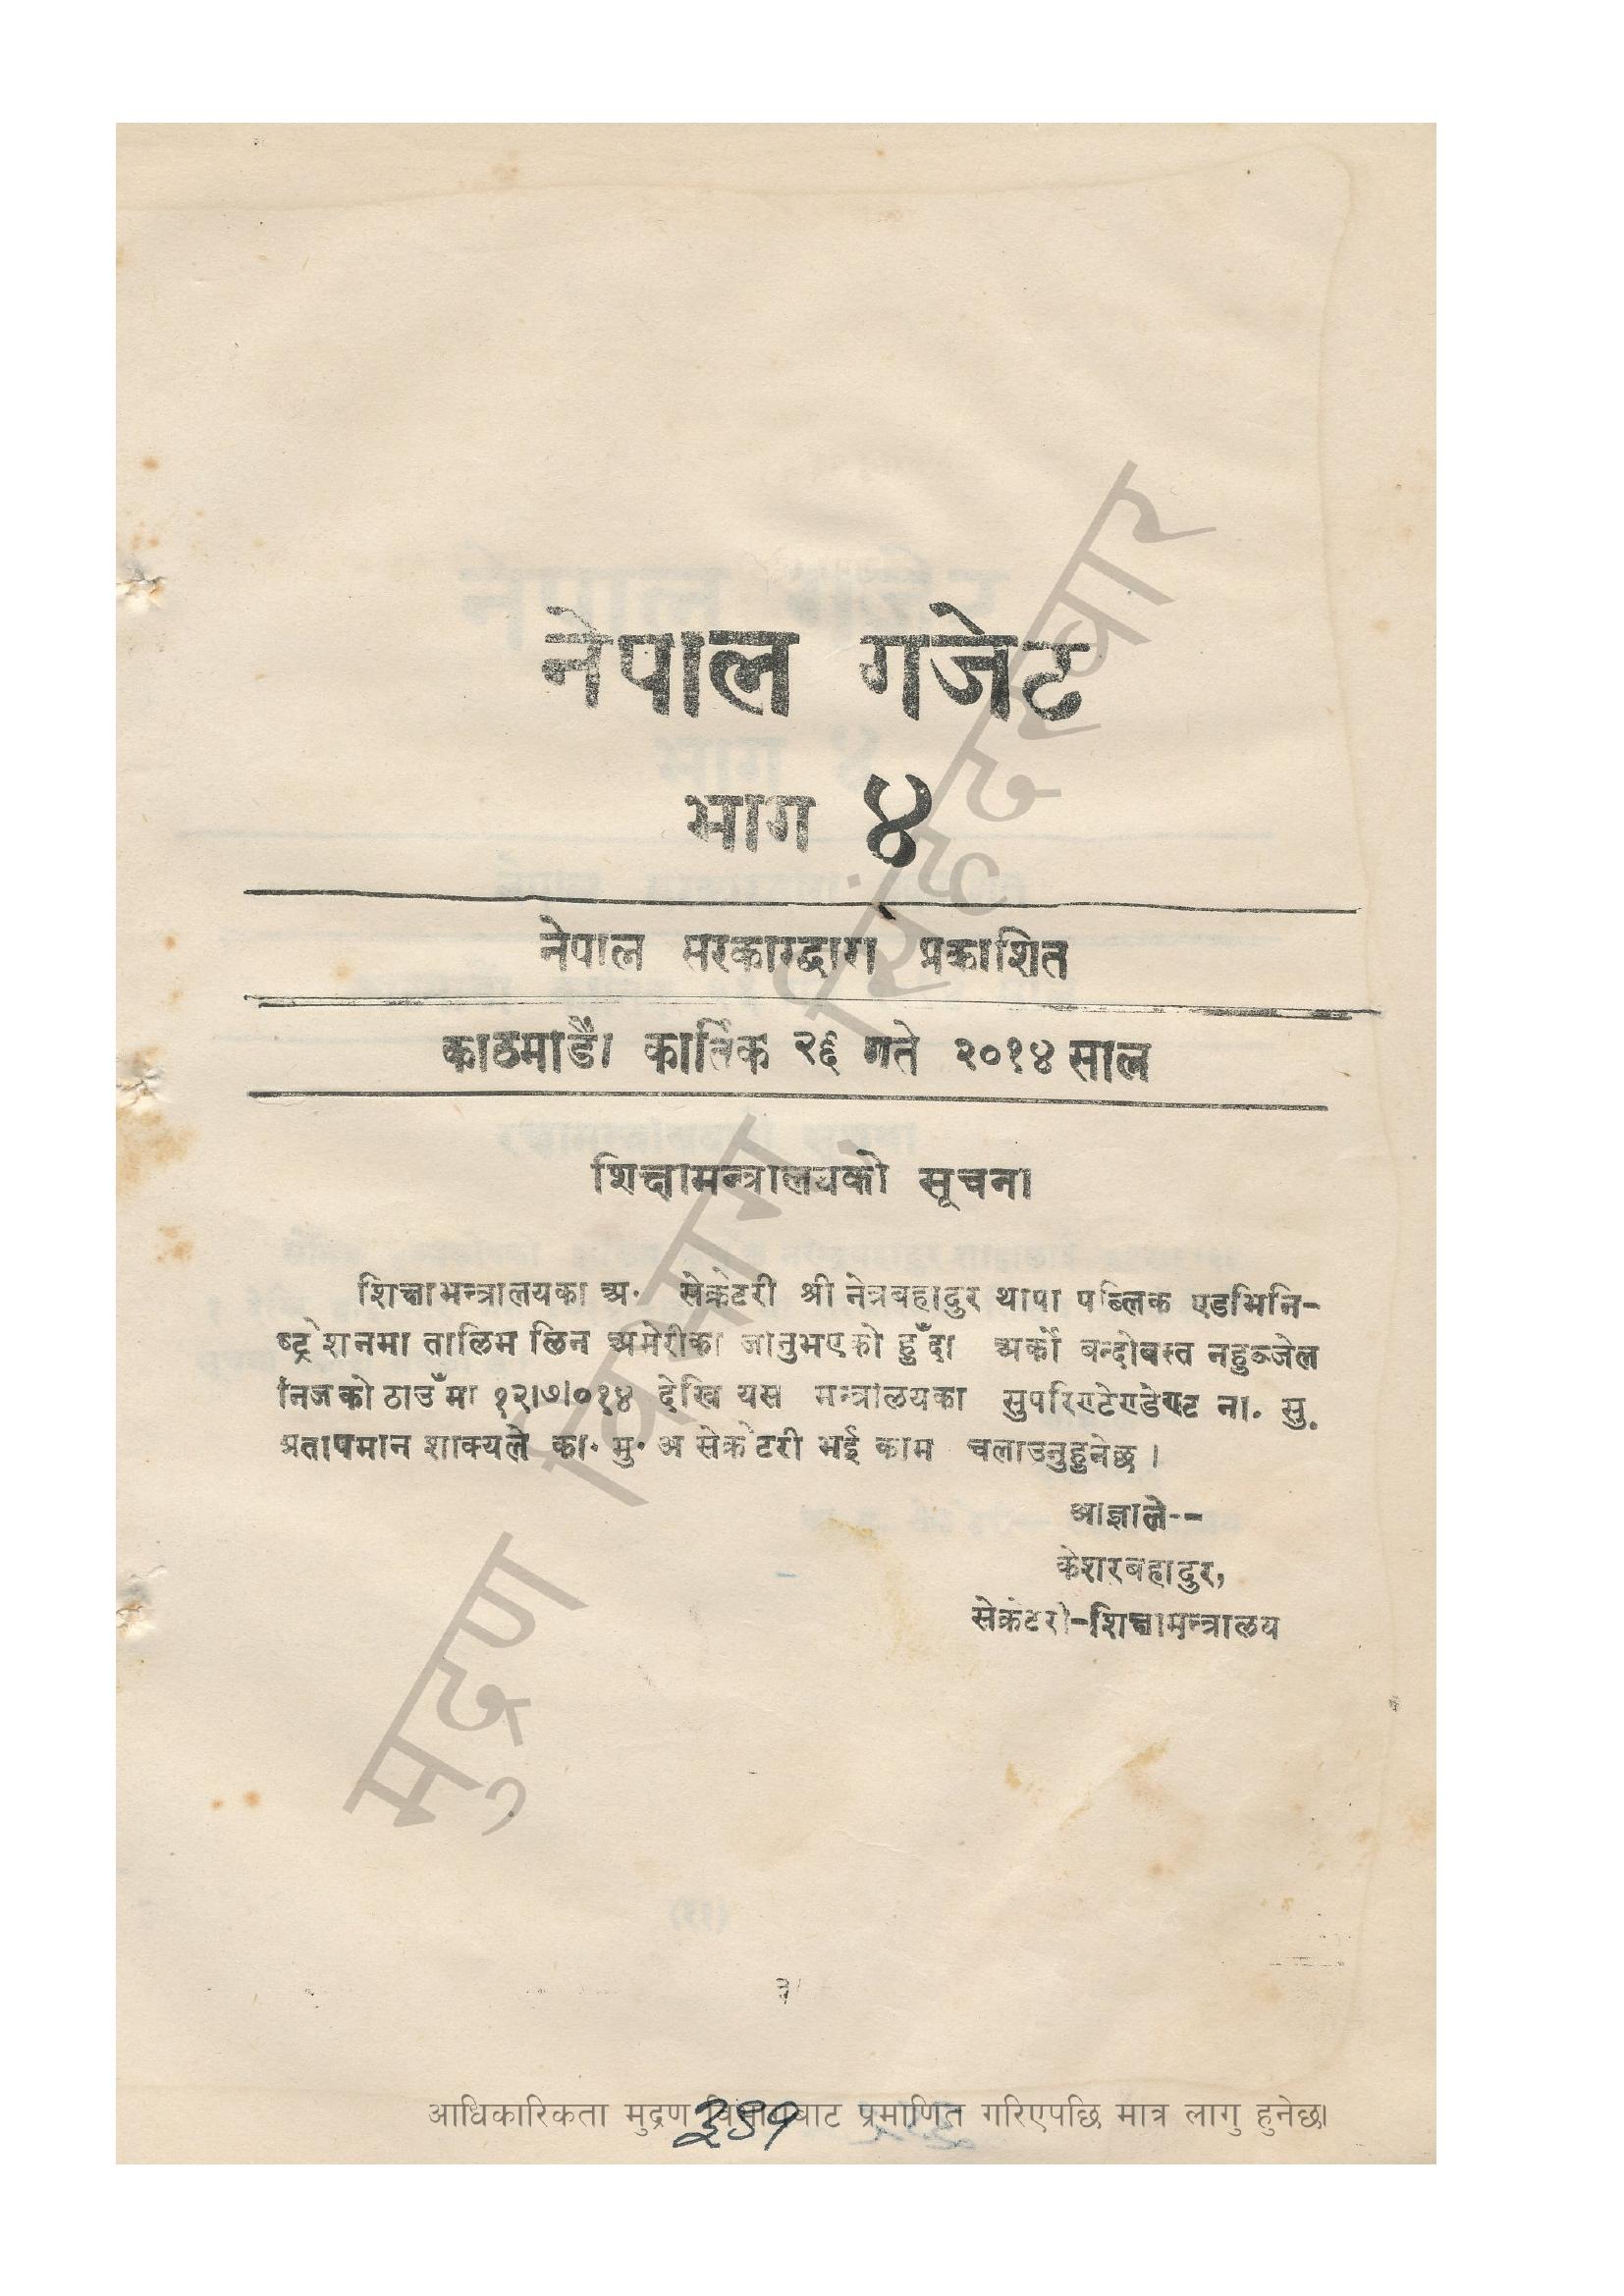 नेपाल गजेट
भाग ४
नेपाल सरकारद्वारा प्रकाशित
काठमाडौं कार्तिक २६ गते २०१४ साल
शिक्षामन्त्रालयको सूचना
शिक्षामन्त्रालयका अ· सेक्रेटरी श्री नेत्रबहादुर थापा पब्लिक एडमिनि-
ष्ट्रेशनमा तालिम लिन अमेरीका जानुभएको हुँदा अर्को बन्दोबस्त नहुञ्जेल
निजको ठाउँमा १२।७।०१४ देखि यस मन्त्रालयका सुपरिण्टेण्डेण्ट ना. सु.
प्रतापमान शाक्यले का· मु· अ सेक्रेटरी भई काम चलाउनुहुनेछ ।
आज्ञाले--
केशरबहादुर,
सेक्रेटरी-शिक्षामन्त्रालय
मुद्रण विभाग सिंहदरबार
आधिकारिकता मुद्रण विभागबाट प्रमाणित गरिएपछि मात्र लागु हुनेछ।